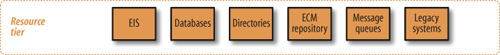 Resource
tier
EIS
Databases
Directories
ECM
repository
Message
queues
Legacy
systems